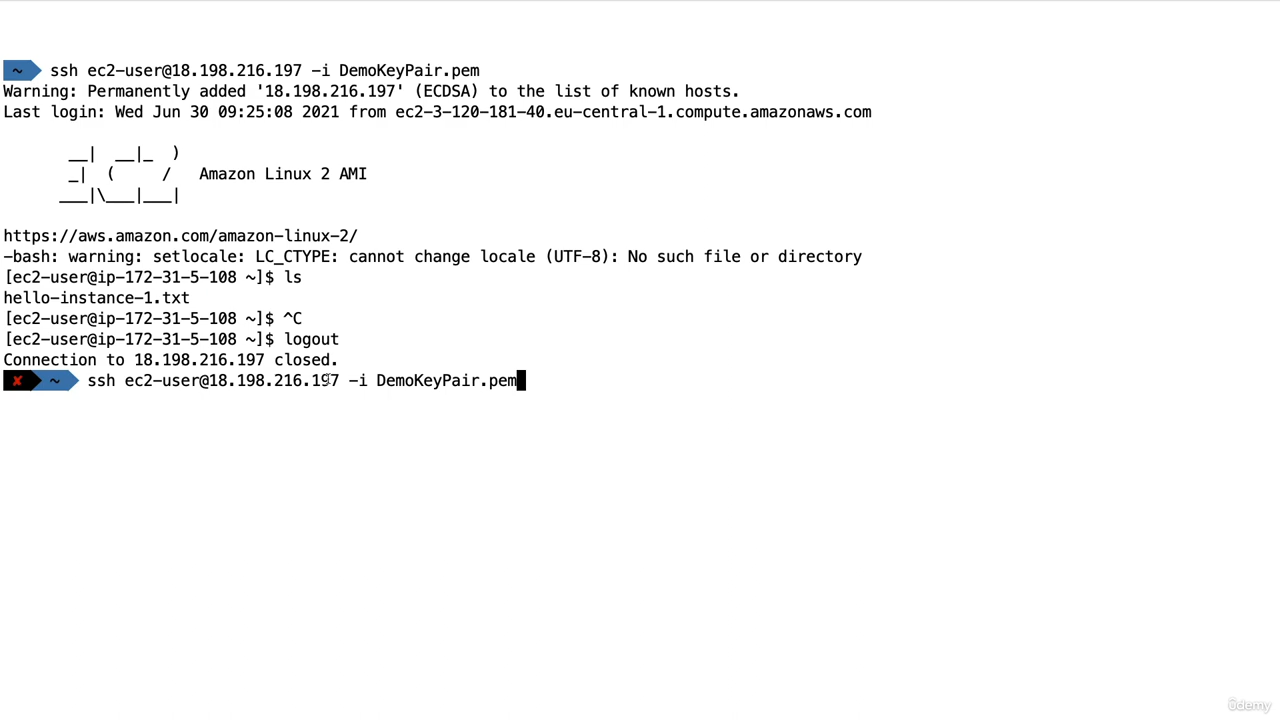 ~ ssh ec2-user@18.198.216.197 -i DemoKeyPair.pem
Warning: Permanently added '18.198.216.197' (ECDSA) to the list of known hosts.
Last login: Wed Jun 30 09:25:08 2021 from ec2-3-120-181-40.eu-central-1.compute.amazonaws.com
       __|  __|_  )
       _|  (     /   Amazon Linux 2 AMI
      ___|\___|___|
https://aws.amazon.com/amazon-linux-2/
-bash: warning: setlocale: LC_CTYPE: cannot change locale (UTF-8): No such file or directory
[ec2-user@ip-172-31-5-108 ~]$ ls
hello-instance-1.txt
[ec2-user@ip-172-31-5-108 ~]$ ^C
[ec2-user@ip-172-31-5-108 ~]$ logout
Connection to 18.198.216.197 closed.
✘ ~ ssh ec2-user@18.198.216.197 -i DemoKeyPair.pem
ûdemy